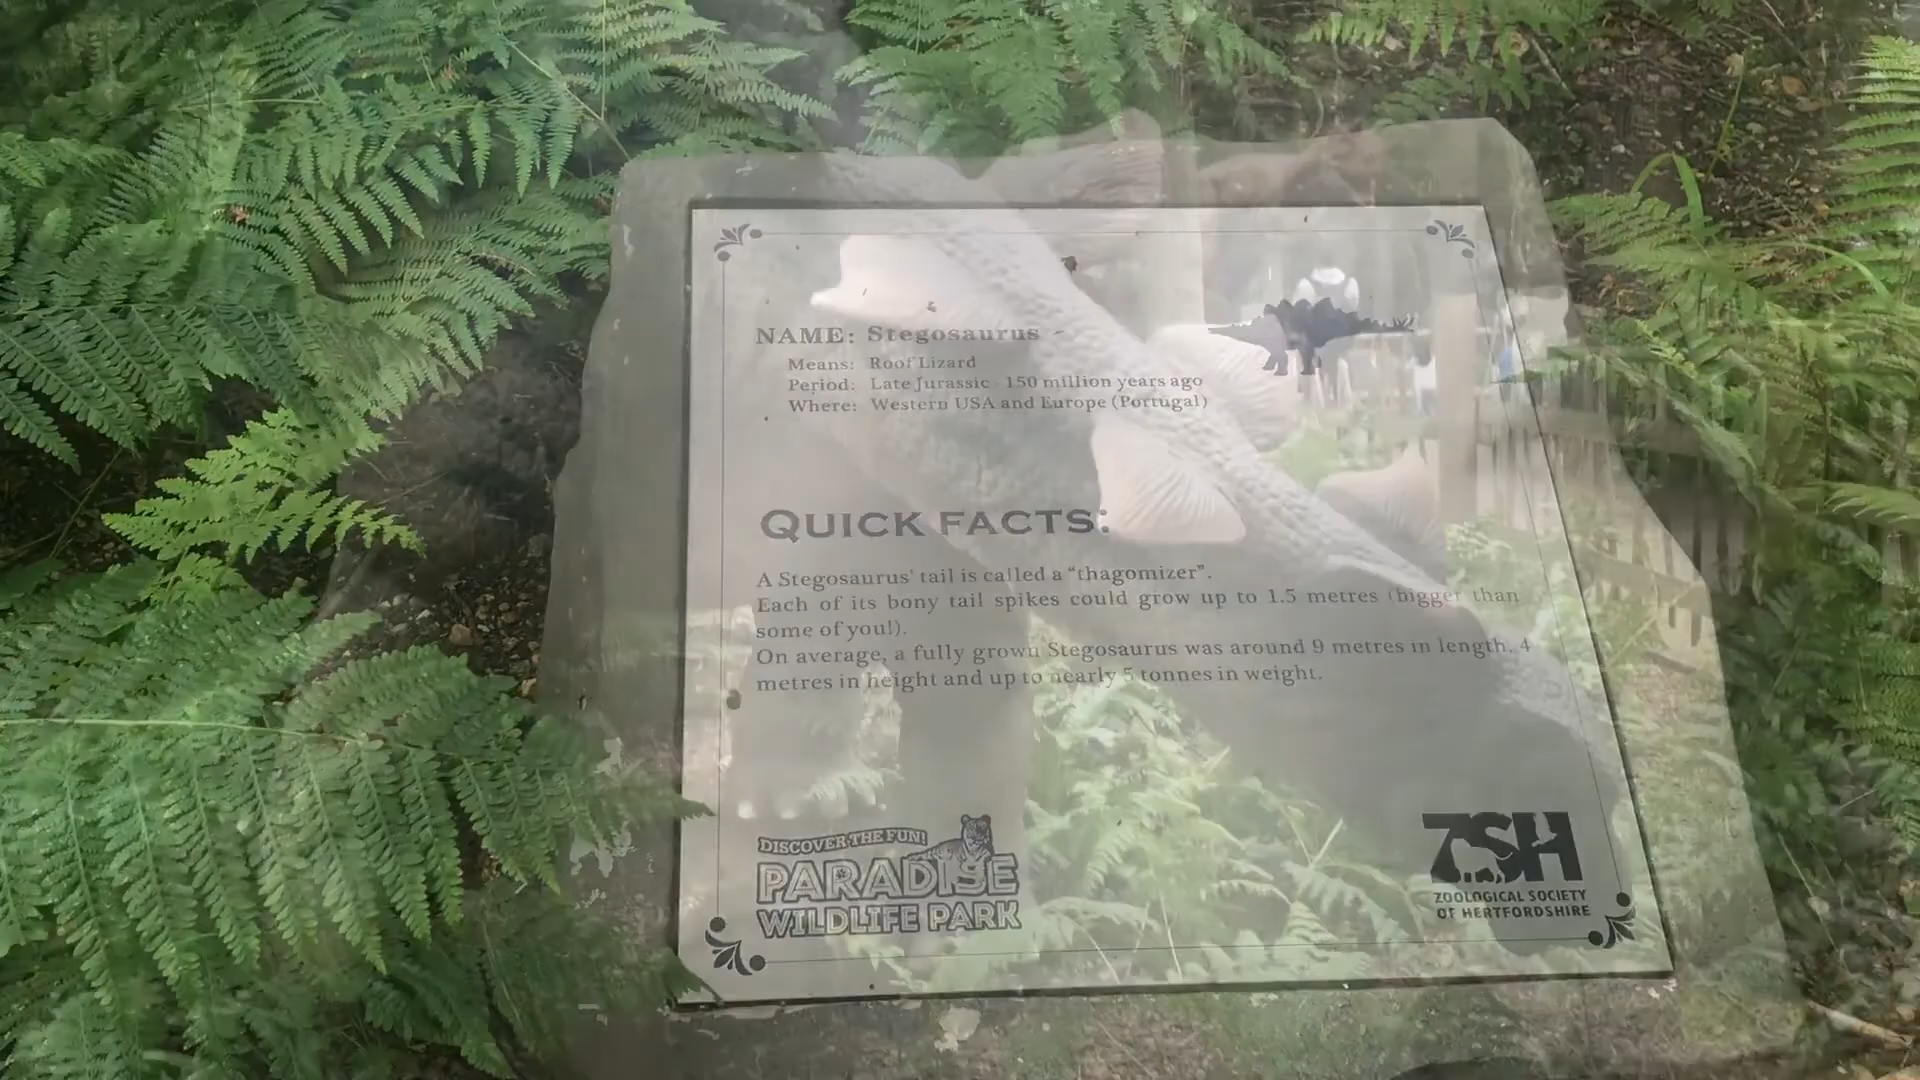 NAME: Stegosaurus
Means: Roof Lizard
Period: Late Jurassic - 150 million years ago
Where: Western USA and Europe (Portugal)
QUICK FACTS:
A Stegosaurus' tail is called a “thagomizer”.
Each of its bony tail spikes could grow up to 1.5 metres (bigger than
some of you!).
On average, a fully grown Stegosaurus was around 9 metres in length, 4
metres in height and up to nearly 5 tonnes in weight.
DISCOVER THE FUN!
PARADISE
WILDLIFE PARK
ZSH
ZOOLOGICAL SOCIETY
OF HERTFORDSHIRE